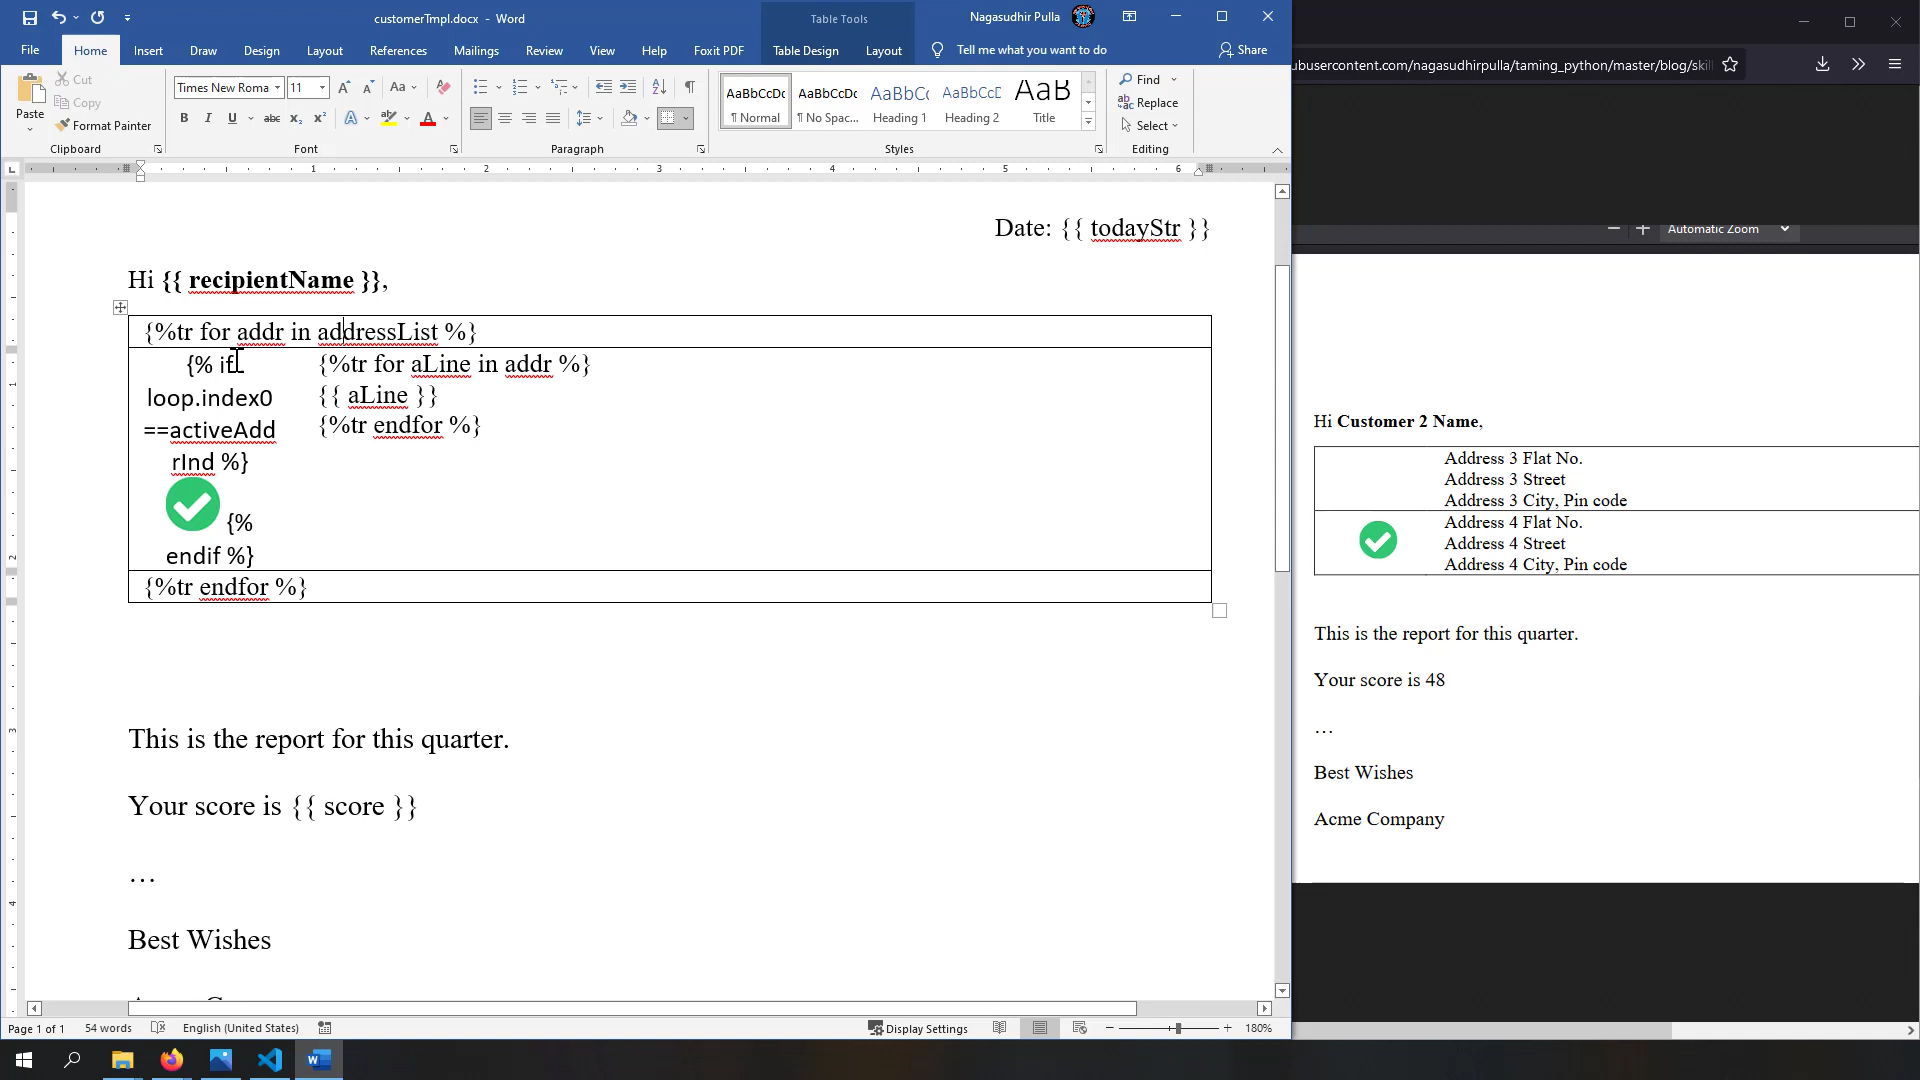 customerTmpl.docx - Word
Table Tools
Nagasudhir Pulla
File
Home
Insert
Draw
Design
Layout
References
Mailings
Review
View
Help
Foxit PDF
Table Design
Layout
Tell me what you want to do
Share
Paste
Cut
Copy
Format Painter
Clipboard
Times New Roma
11
Font
Paragraph
AaBbCcDc
¶ Normal
AaBbCcDc
¶ No Spac...
AaBbCc
Heading 1
AaBbCcD
Heading 2
AaB
Title
Styles
Find
Replace
Select
Editing
1 2 3 4 5 6
Date: {{ todayStr }}
Hi {{ recipientName }},
{%tr for addr in addressList %}
{% if
loop.index0
==activeAdd
rInd %}
{%
endif %}
{%tr for aLine in addr %}
{{ aLine }}
{%tr endfor %}
{%tr endfor %}
This is the report for this quarter.
Your score is {{ score }}
…
Best Wishes
Page 1 of 1
54 words
English (United States)
Display Settings
180%
ubusercontent.com/nagasudhirpulla/taming_python/master/blog/skil
Automatic Zoom
Hi Customer 2 Name,
Address 3 Flat No.
Address 3 Street
Address 3 City, Pin code
Address 4 Flat No.
Address 4 Street
Address 4 City, Pin code
This is the report for this quarter.
Your score is 48
…
Best Wishes
Acme Company